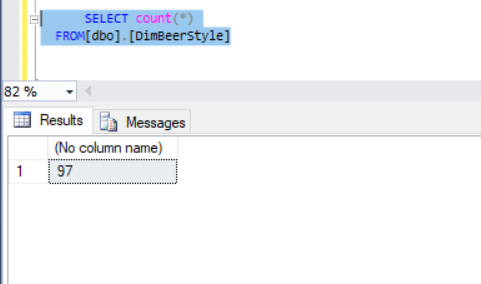 SELECT count(*)
FROM[dbo].[DimBeerStyle]
82 %
Results Messages
(No column name)
1 97